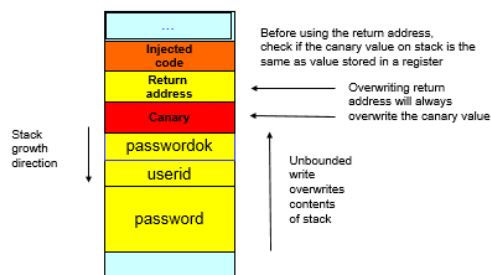 ...
Injected
code
Return
address
Canary
passwordok
userid
password
Stack
growth
direction
Before using the return address,
check if the canary value on stack is the
same as value stored in a register
Overwriting return
address will always
overwrite the canary value
Unbounded
write
overwrites
contents
of stack